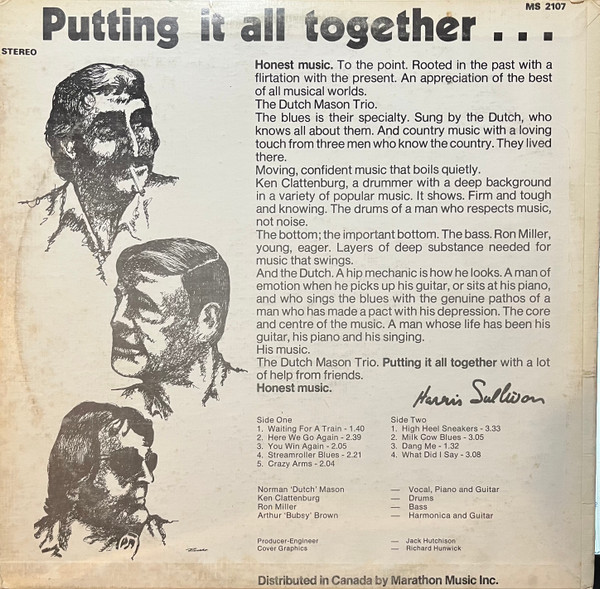 Putting it all together . . .
MS 2107
STEREO
Honest music. To the point. Rooted in the past with a
flirtation with the present. An appreciation of the best
of all musical worlds.
The Dutch Mason Trio.
The blues is their specialty. Sung by the Dutch, who
knows all about them. And country music with a loving
touch from three men who know the country. They lived
there.
Moving, confident music that boils quietly.
Ken Clattenburg, a drummer with a deep background
in a variety of popular music. It shows. Firm and tough
and knowing. The drums of a man who respects music,
not noise.
The bottom; the important bottom. The bass. Ron Miller,
young, eager. Layers of deep substance needed for
music that swings.
And the Dutch. A hip mechanic is how he looks. A man of
emotion when he picks up his guitar, or sits at his piano,
and who sings the blues with the genuine pathos of a
man who has made a pact with his depression. The core
and centre of the music. A man whose life has been his
guitar, his piano and his singing.
His music.
The Dutch Mason Trio. Putting it all together with a lot
of help from friends.
Honest music.
Harris Sullivan
Side One
1. Waiting For A Train - 1.40
2. Here We Go Again - 2.39
3. You Win Again - 2.05
4. Streamroller Blues - 2.21
5. Crazy Arms - 2.04
Side Two
1. High Heel Sneakers - 3.33
2. Milk Cow Blues - 3.05
3. Dang Me - 1.32
4. What Did I Say - 3.08
Norman 'Dutch' Mason — Vocal, Piano and Guitar
Ken Clattenburg — Drums
Ron Miller — Bass
Arthur 'Bubsy' Brown — Harmonica and Guitar
Producer-Engineer — Jack Hutchison
Cover Graphics — Richard Hunwick
Distributed in Canada by Marathon Music Inc.